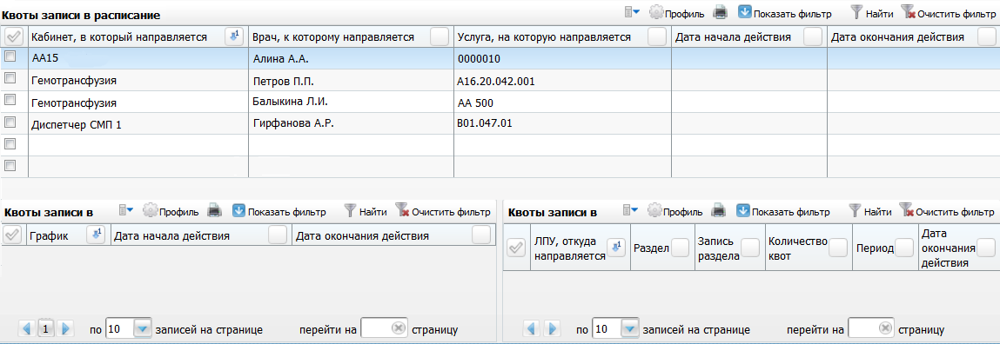 Квоты записи в расписание
Профиль Показать фильтр Найти Очистить фильтр
Кабинет, в который направляется Врач, к которому направляется Услуга, на которую направляется Дата начала действия Дата окончания действия
АА15 Алина А.А. 0000010
Гемотрансфузия Петров П.П. А16.20.042.001
Гемотрансфузия Балыкина Л.И. АА 500
Диспетчер СМП 1 Гирфанова А.Р. В01.047.01
Квоты записи в Профиль Показать фильтр Найти Очистить фильтр
График 1 Дата начала действия Дата окончания действия
1 по 10 записей на странице перейти на страницу
Квоты записи в Профиль Показать фильтр Найти Очистить фильтр
ЛПУ, откуда направляется 1 Раздел Запись раздела Количество квот Период Дата окончания действия
по 10 записей на странице перейти на страницу